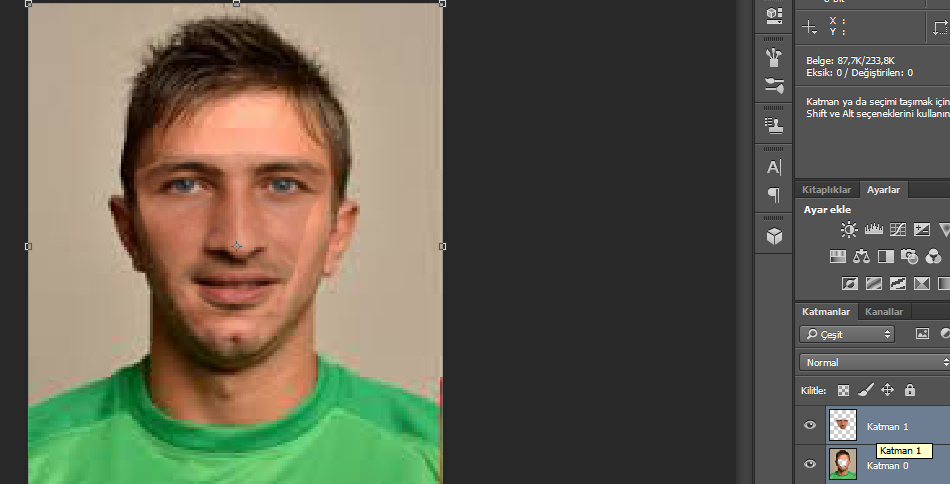 X :
Y :
Belge: 87,7K/233,8K
Eksik: 0 / Değiştirilen: 0
Katman ya da seçimi taşımak için
Shift ve Alt seçeneklerini kullanın
Kitaplıklar Ayarlar
Ayar ekle
Katmanlar Kanallar
Çeşit
Normal
Kilitle:
Katman 1
Katman 1
Katman 0